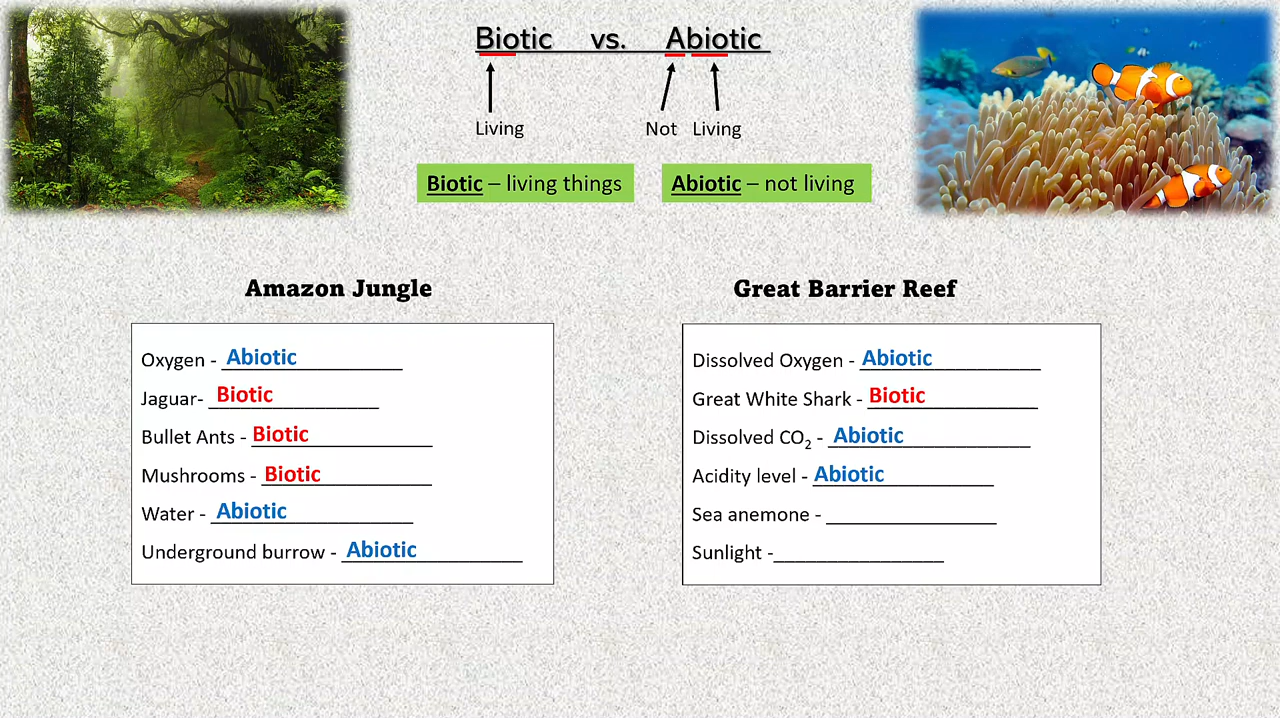 Biotic vs. Abiotic
Living Not Living
Biotic – living things Abiotic – not living
Amazon Jungle
Oxygen - Abiotic
Jaguar- Biotic
Bullet Ants - Biotic
Mushrooms - Biotic
Water - Abiotic
Underground burrow - Abiotic
Great Barrier Reef
Dissolved Oxygen - Abiotic
Great White Shark - Biotic
Dissolved CO₂ - Abiotic
Acidity level - Abiotic
Sea anemone - ________________
Sunlight -________________